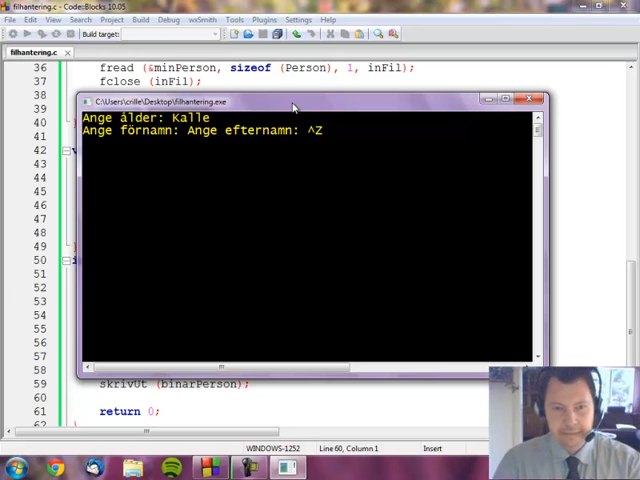 filhantering.c - Code::Blocks 10.05
File Edit View Search Project Build Debug wxSmith Tools Plugins Settings Help
Build target:
filhantering.c
36 fread (&minPerson, sizeof (Person), 1, inFil);
37 fclose (inFil);
38
C:\Users\crille\Desktop\filhantering.exe
39
Ange ålder: Kalle
40
Ange förnamn: Ange efternamn: ^Z
41
42
43
44
45
46
47
48
49
50
51
52
53
54
55
56
57
58
59 skrivUt (binarPerson);
60
61 return 0;
62
WINDOWS-1252 Line 60, Column 1 Insert